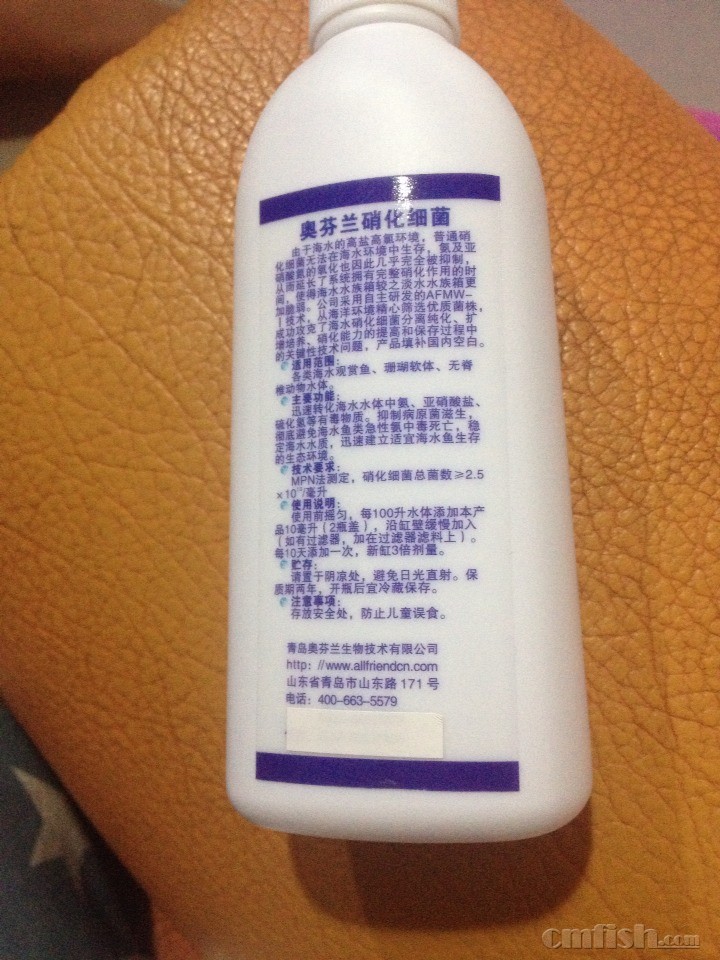 奥芬兰硝化细菌
由于海水的高盐高氯环境，普通硝
化细菌无法在海水环境中生存，氨及亚
硝酸氮的氧化也因此几乎完全被抑制，
从而延长了系统拥有完整硝化作用的时
间，使得海水水族箱较之淡水水族箱更
加脆弱。公司采用自主研发的AFMW-
I技术，从海洋环境精心筛选优质菌株，
成功攻克了海水硝化细菌分离纯化、扩
增培养、硝化能力的提高和保存过程中
的关键性技术问题，产品填补国内空白。
适用范围：
各类海水观赏鱼、珊瑚软体、无脊
椎动物水体。
主要功能：
迅速转化海水水体中氨、亚硝酸盐、
硫化氢等有毒物质。抑制病原菌滋生，
彻底避免海水鱼类急性氨中毒死亡，稳
定海水水质，迅速建立适宜海水鱼生存
的生态环境。
技术要求：
MPN法测定，硝化细菌总菌数≥2.5
×10 /毫升
使用说明：
使用前摇匀，每100升水体添加本产
品10毫升（2瓶盖），沿缸壁缓慢加入
（如有过滤器，加在过滤器滤料上）。
每10天添加一次，新缸3倍剂量。
贮存：
请置于阴凉处，避免日光直射。保
质期两年，开瓶后宜冷藏保存。
注意事项：
存放安全处，防止儿童误食。
青岛奥芬兰生物技术有限公司
http：//www.allfriendcn.com
山东省青岛市山东路 171 号
电话：400-663-5579
cmfish.com